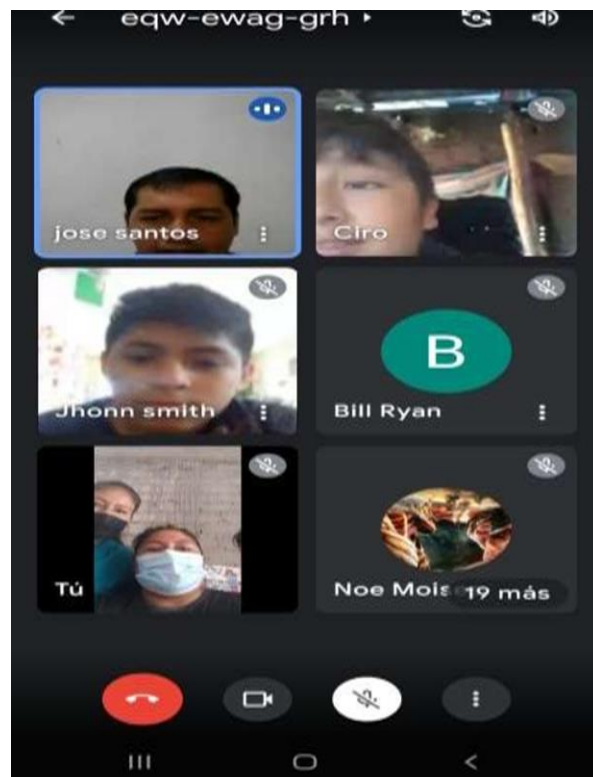 eqw-ewag-grh
jose santos
Ciro
Jhonn smith
B
Bill Ryan
Tú
Noe Mois
19 más